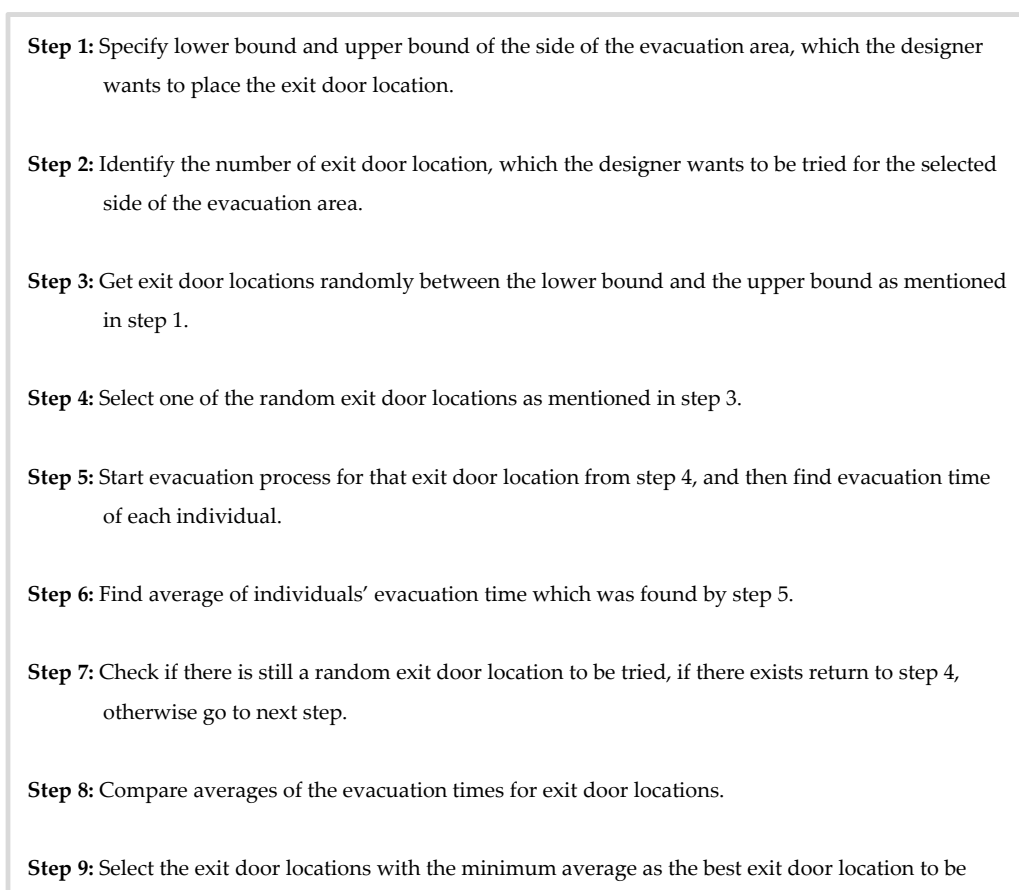 Step 1: Specify lower bound and upper bound of the side of the evacuation area, which the designer
wants to place the exit door location.
Step 2: Identify the number of exit door location, which the designer wants to be tried for the selected
side of the evacuation area.
Step 3: Get exit door locations randomly between the lower bound and the upper bound as mentioned
in step 1.
Step 4: Select one of the random exit door locations as mentioned in step 3.
Step 5: Start evacuation process for that exit door location from step 4, and then find evacuation time
of each individual.
Step 6: Find average of individuals’ evacuation time which was found by step 5.
Step 7: Check if there is still a random exit door location to be tried, if there exists return to step 4,
otherwise go to next step.
Step 8: Compare averages of the evacuation times for exit door locations.
Step 9: Select the exit door locations with the minimum average as the best exit door location to be